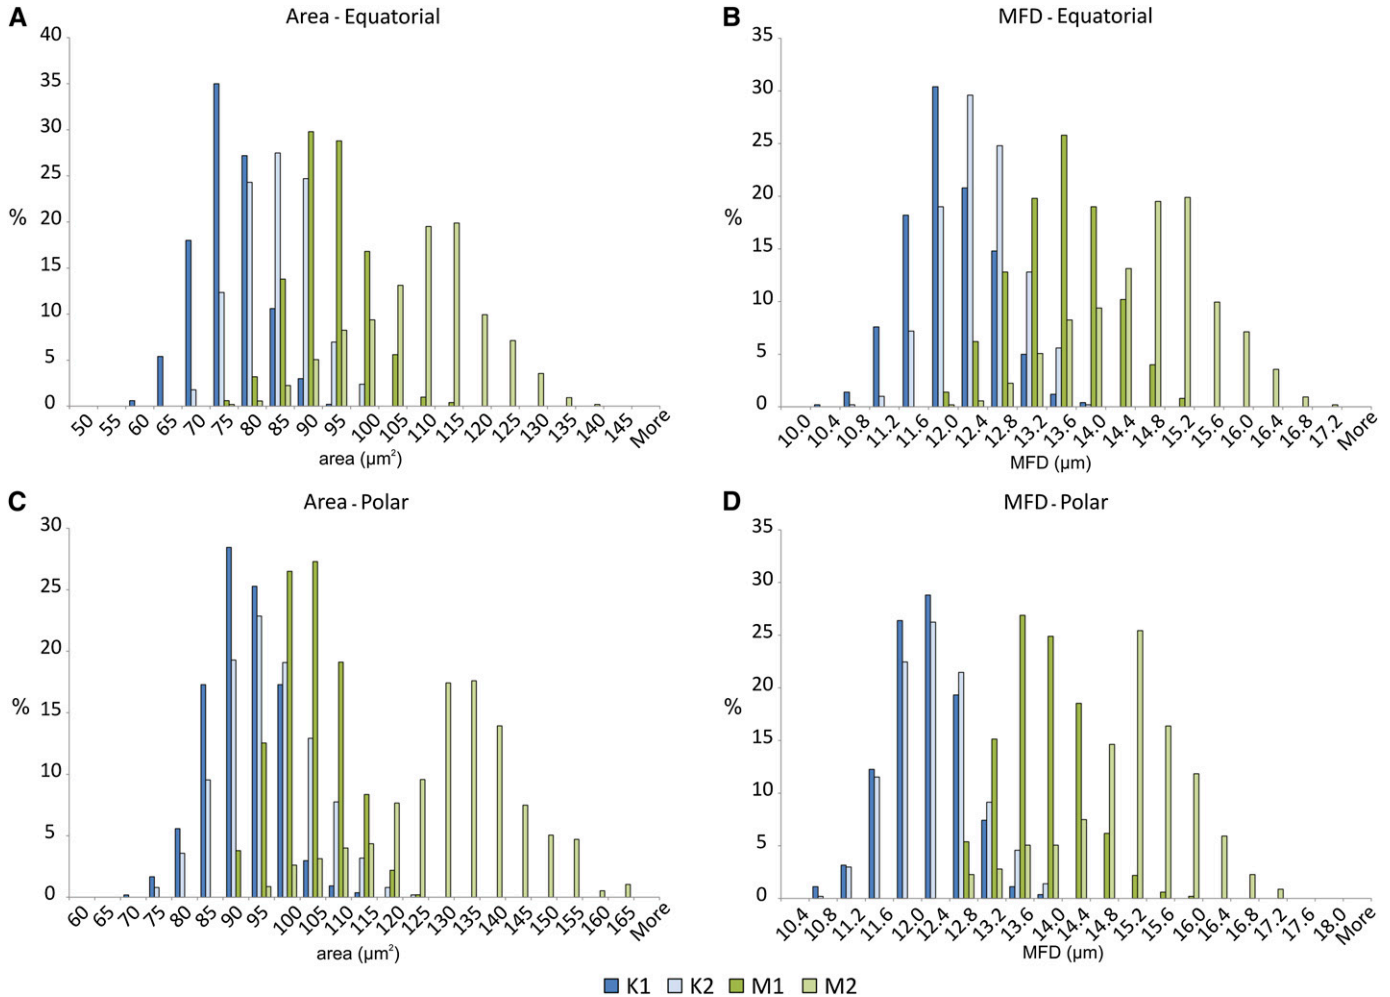 A
Area - Equatorial
40
35
30
25
20
15
10
5
0
%
50 55 60 65 70 75 80 85 90 95 100 105 110 115 120 125 130 135 140 145 More
area (µm²)
B
MFD - Equatorial
35
30
25
20
15
10
5
0
%
10.0 10.4 10.8 11.2 11.6 12.0 12.4 12.8 13.2 13.6 14.0 14.4 14.8 15.2 15.6 16.0 16.4 16.8 17.2 More
MFD (µm)
C
Area - Polar
30
25
20
15
10
5
0
%
60 65 70 75 80 85 90 95 100 105 110 115 120 125 130 135 140 145 150 155 160 165 More
area (µm²)
D
MFD - Polar
35
30
25
20
15
10
5
0
%
10.4 10.8 11.2 11.6 12.0 12.4 12.8 13.2 13.6 14.0 14.4 14.8 15.2 15.6 16.0 16.4 16.8 17.2 17.6 18.0 More
MFD (µm)
K1 K2 M1 M2